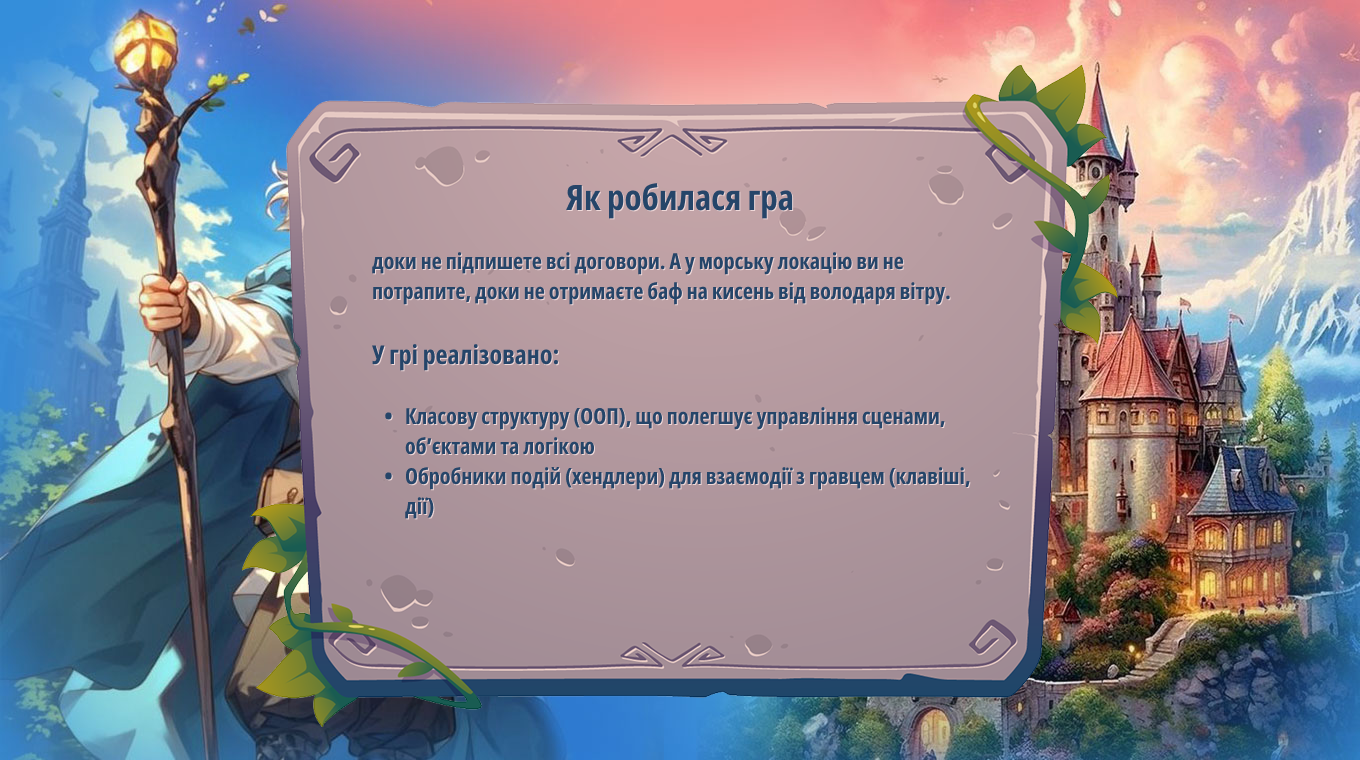 Як робилася гра
доки не підпишете всі договори. А у морську локацію ви не
потрапите, доки не отримаєте баф на кисень від володаря вітру.
У грі реалізовано:
• Класову структуру (ООП), що полегшує управління сценами,
об’єктами та логікою
• Обробники подій (хендлери) для взаємодії з гравцем (клавіші,
дії)